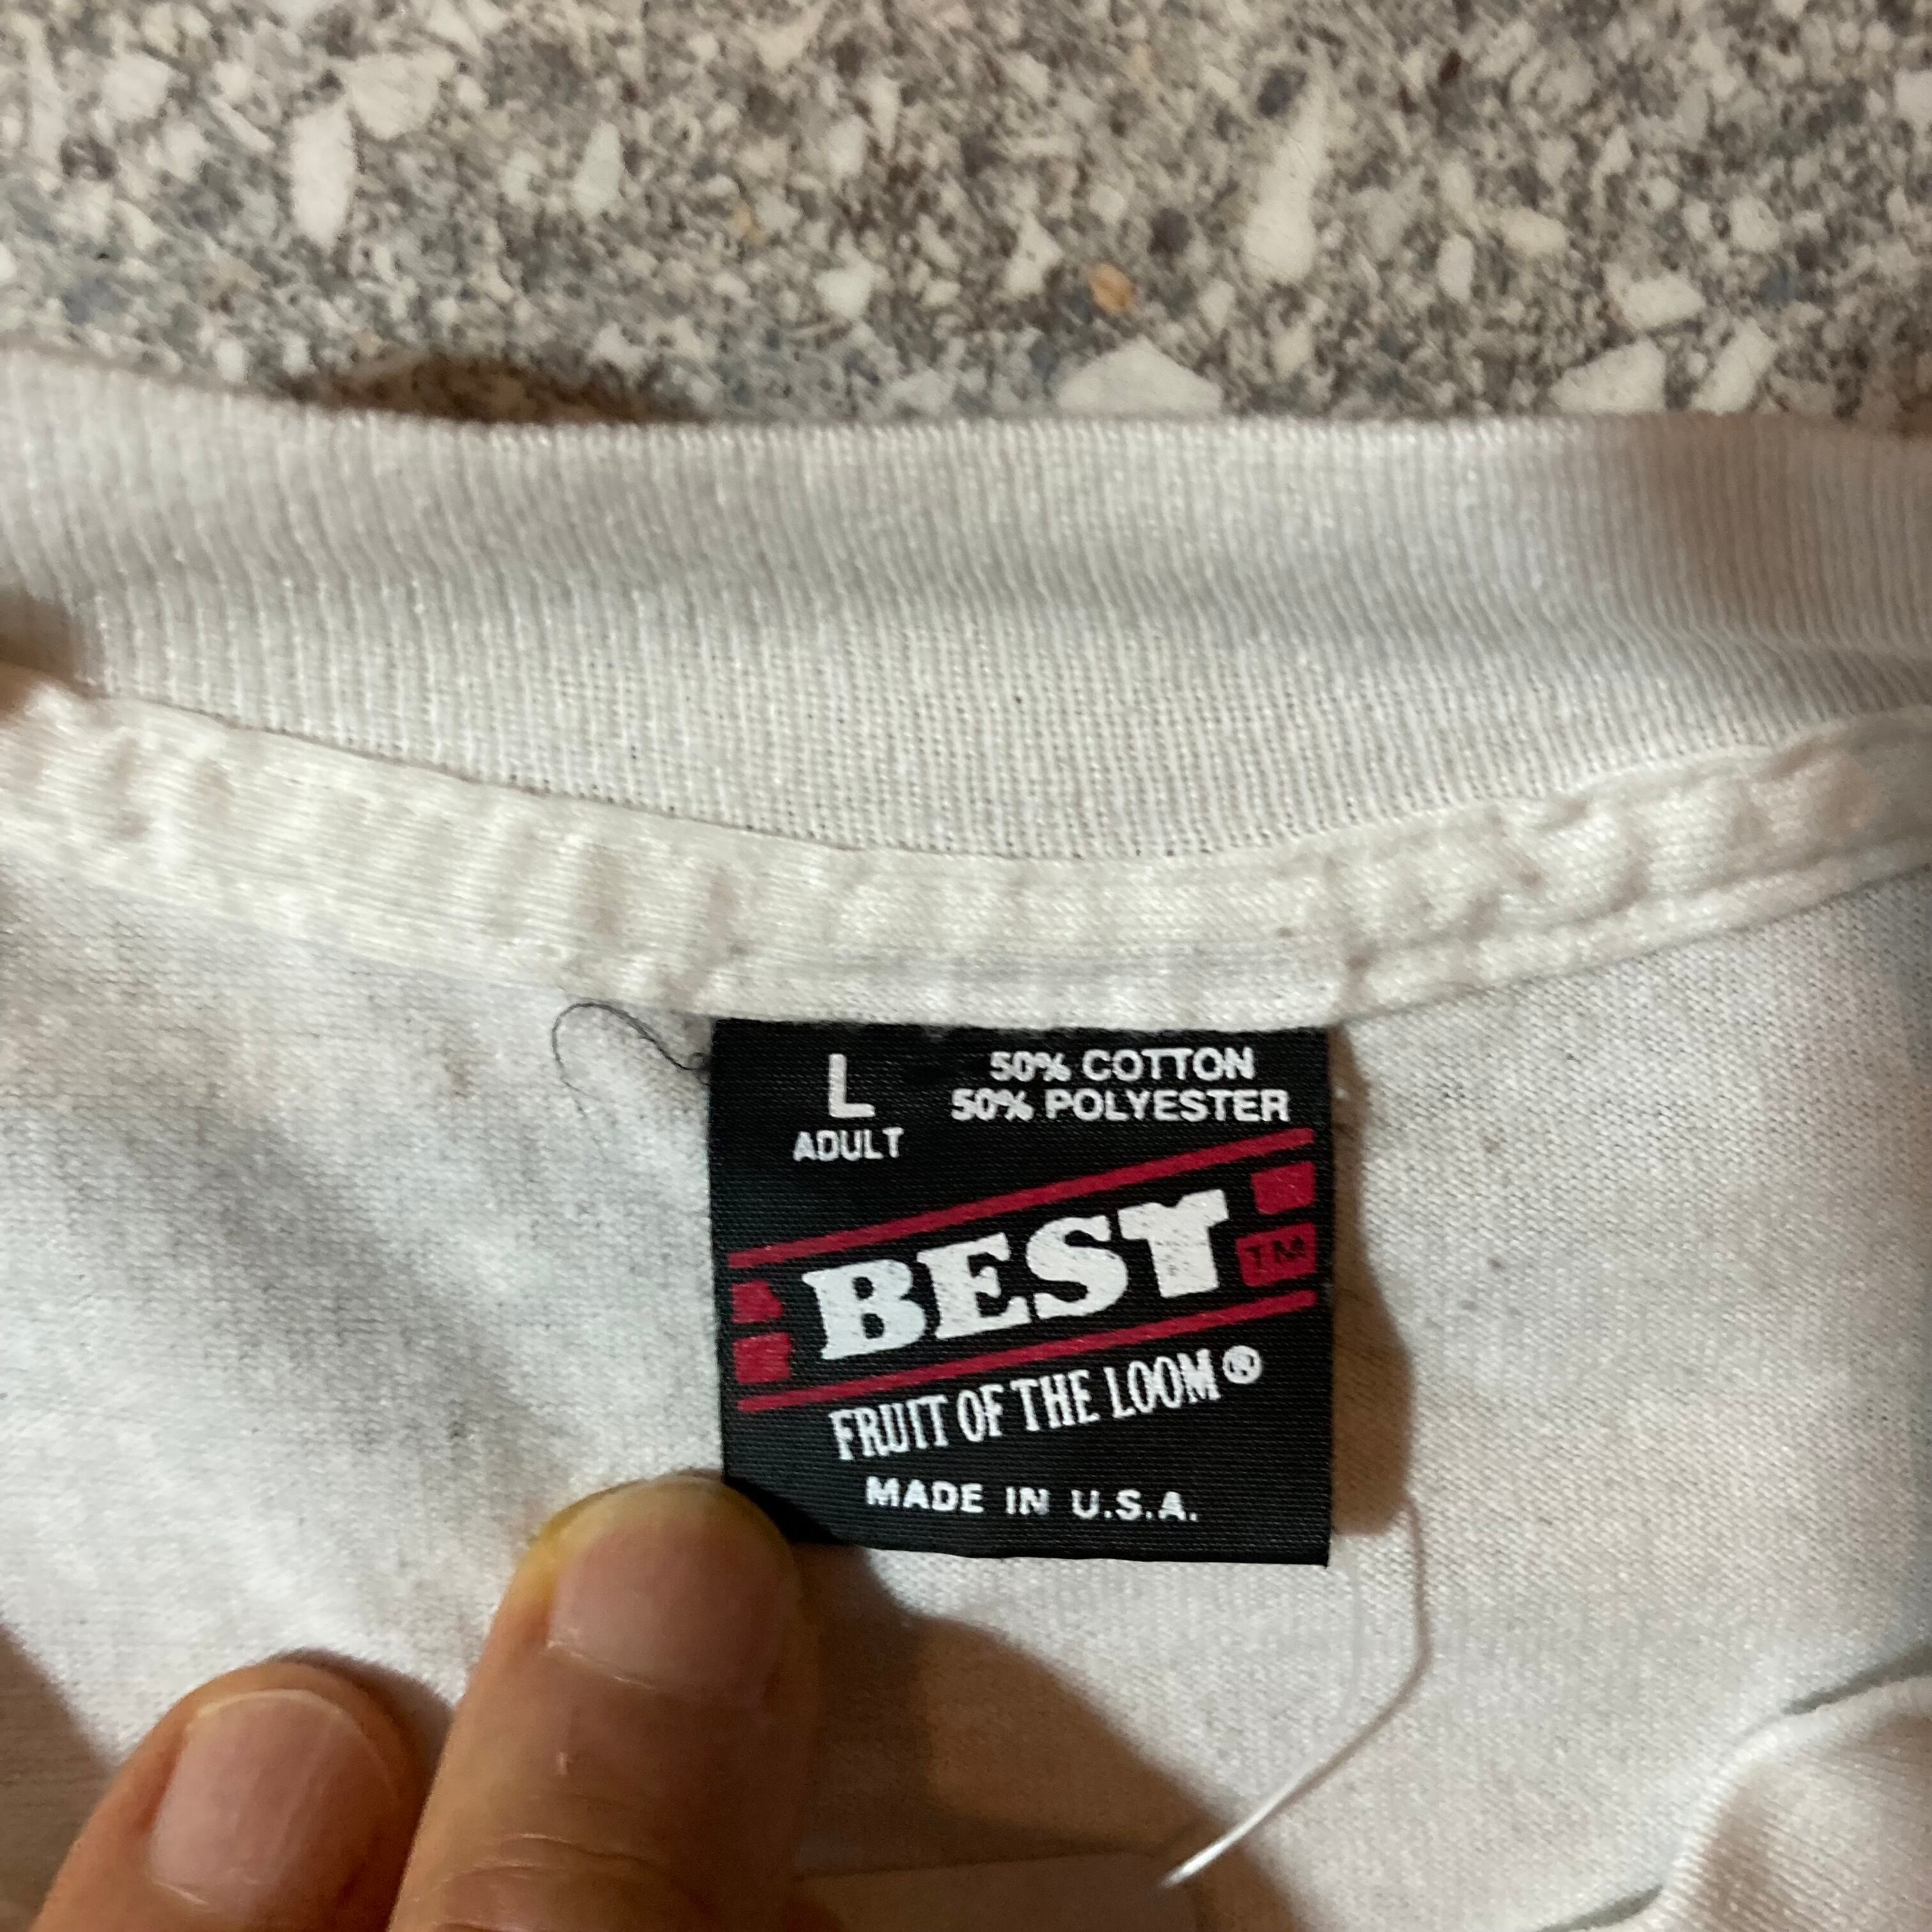 L
ADULT
50% COTTON
50% POLYESTER
BEST
TM
FRUIT OF THE LOOM®
MADE IN U.S.A.